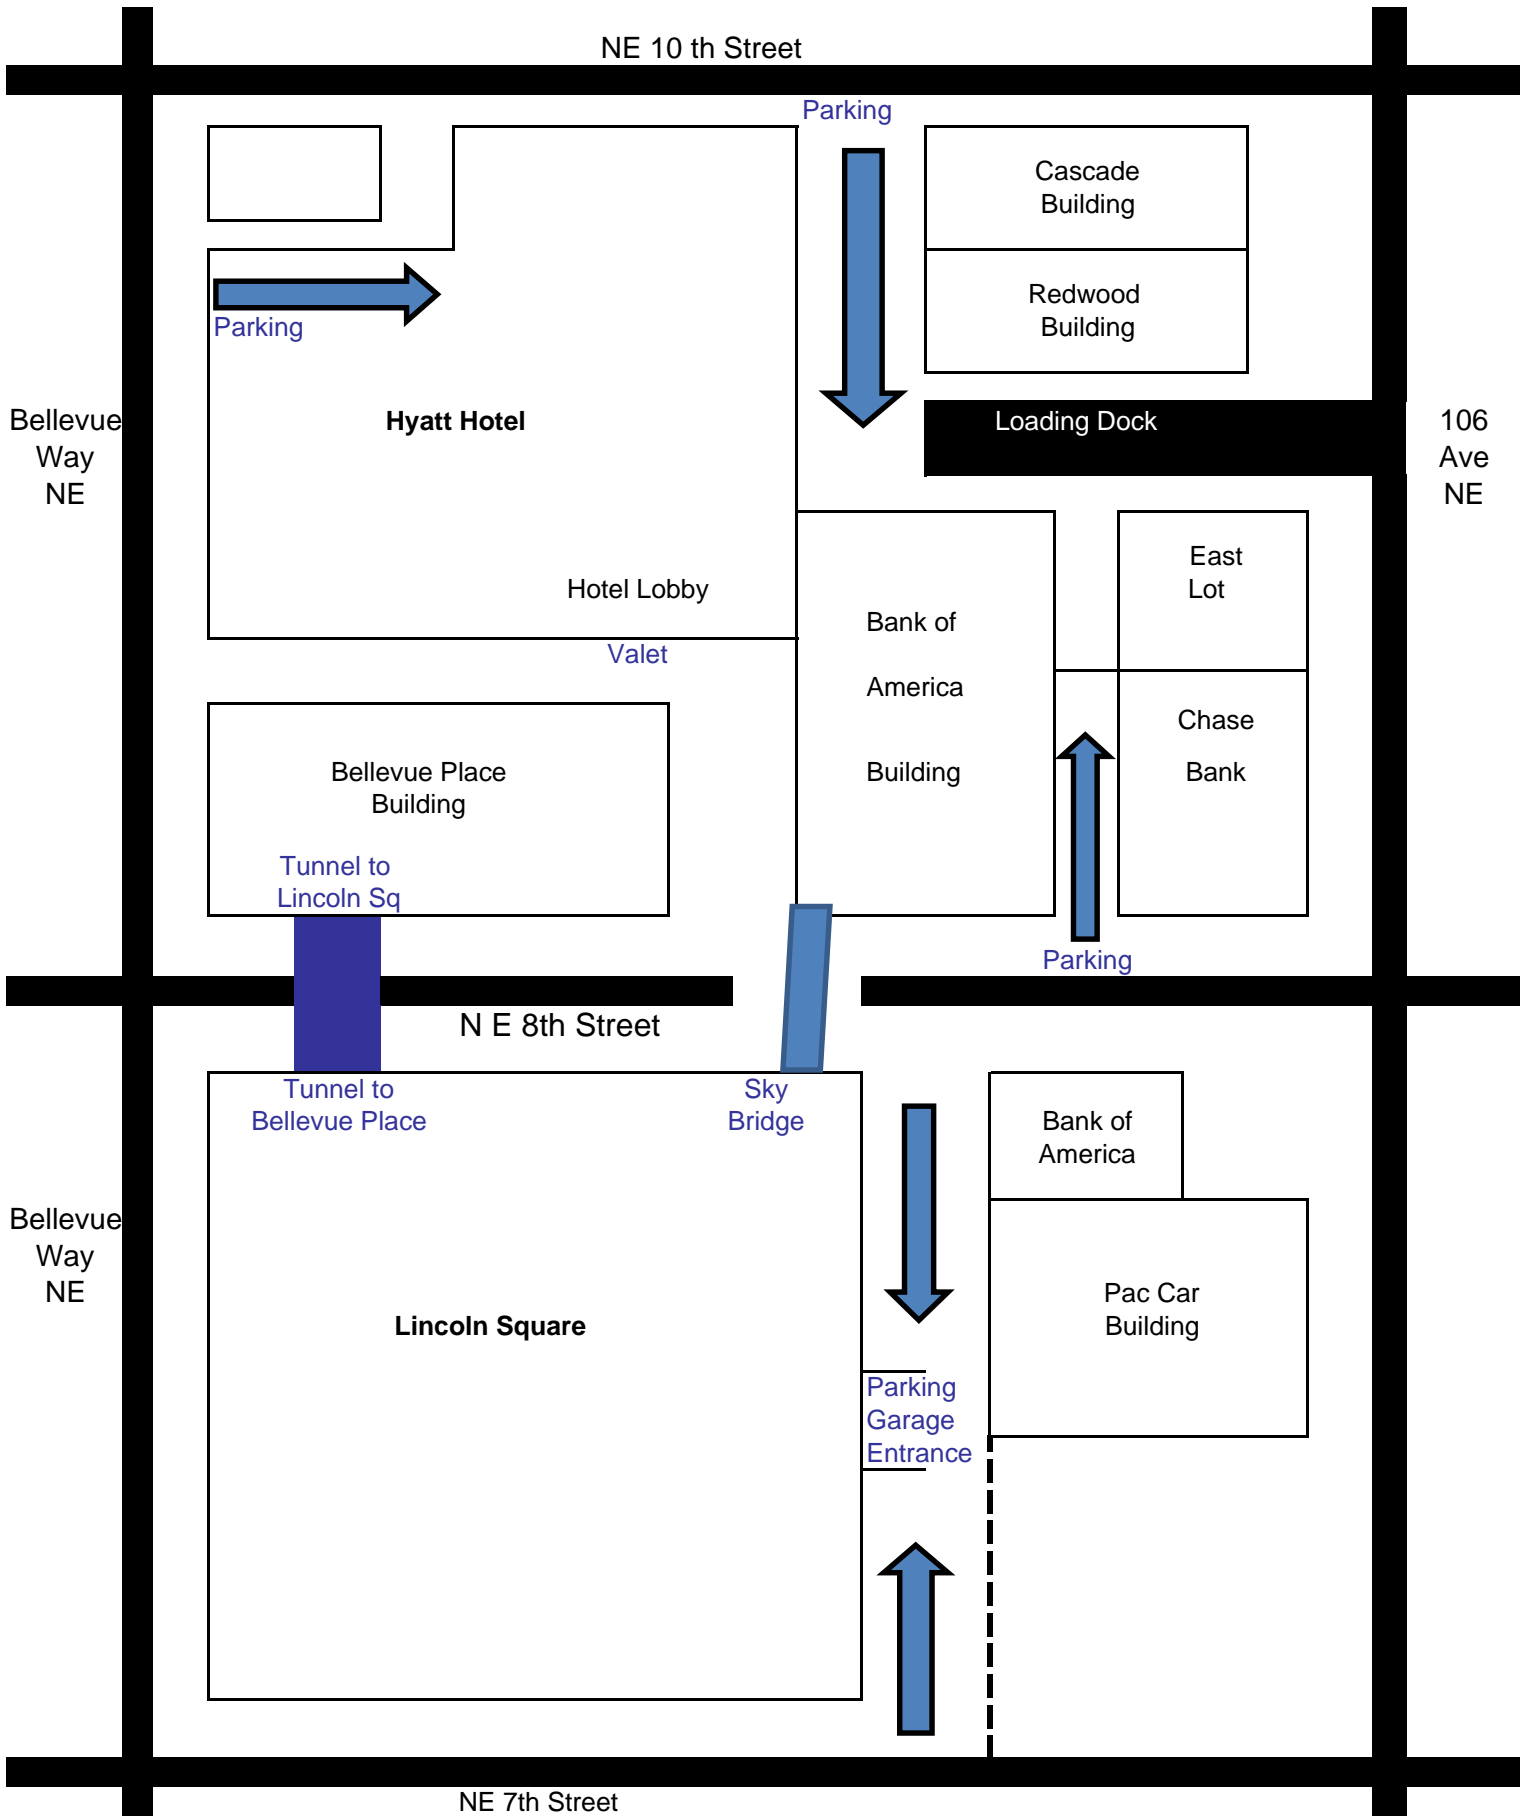 NE 10 th Street
Parking
Cascade
Building
Redwood
Building
Parking
Bellevue
Way
NE
Hyatt Hotel
Loading Dock
106
Ave
NE
East
Lot
Hotel Lobby
Bank of
America
Building
Valet
Chase
Bank
Bellevue Place
Building
Tunnel to
Lincoln Sq
Parking
N E 8th Street
Tunnel to
Bellevue Place
Sky
Bridge
Bank of
America
Bellevue
Way
NE
Pac Car
Building
Lincoln Square
Parking
Garage
Entrance
NE 7th Street